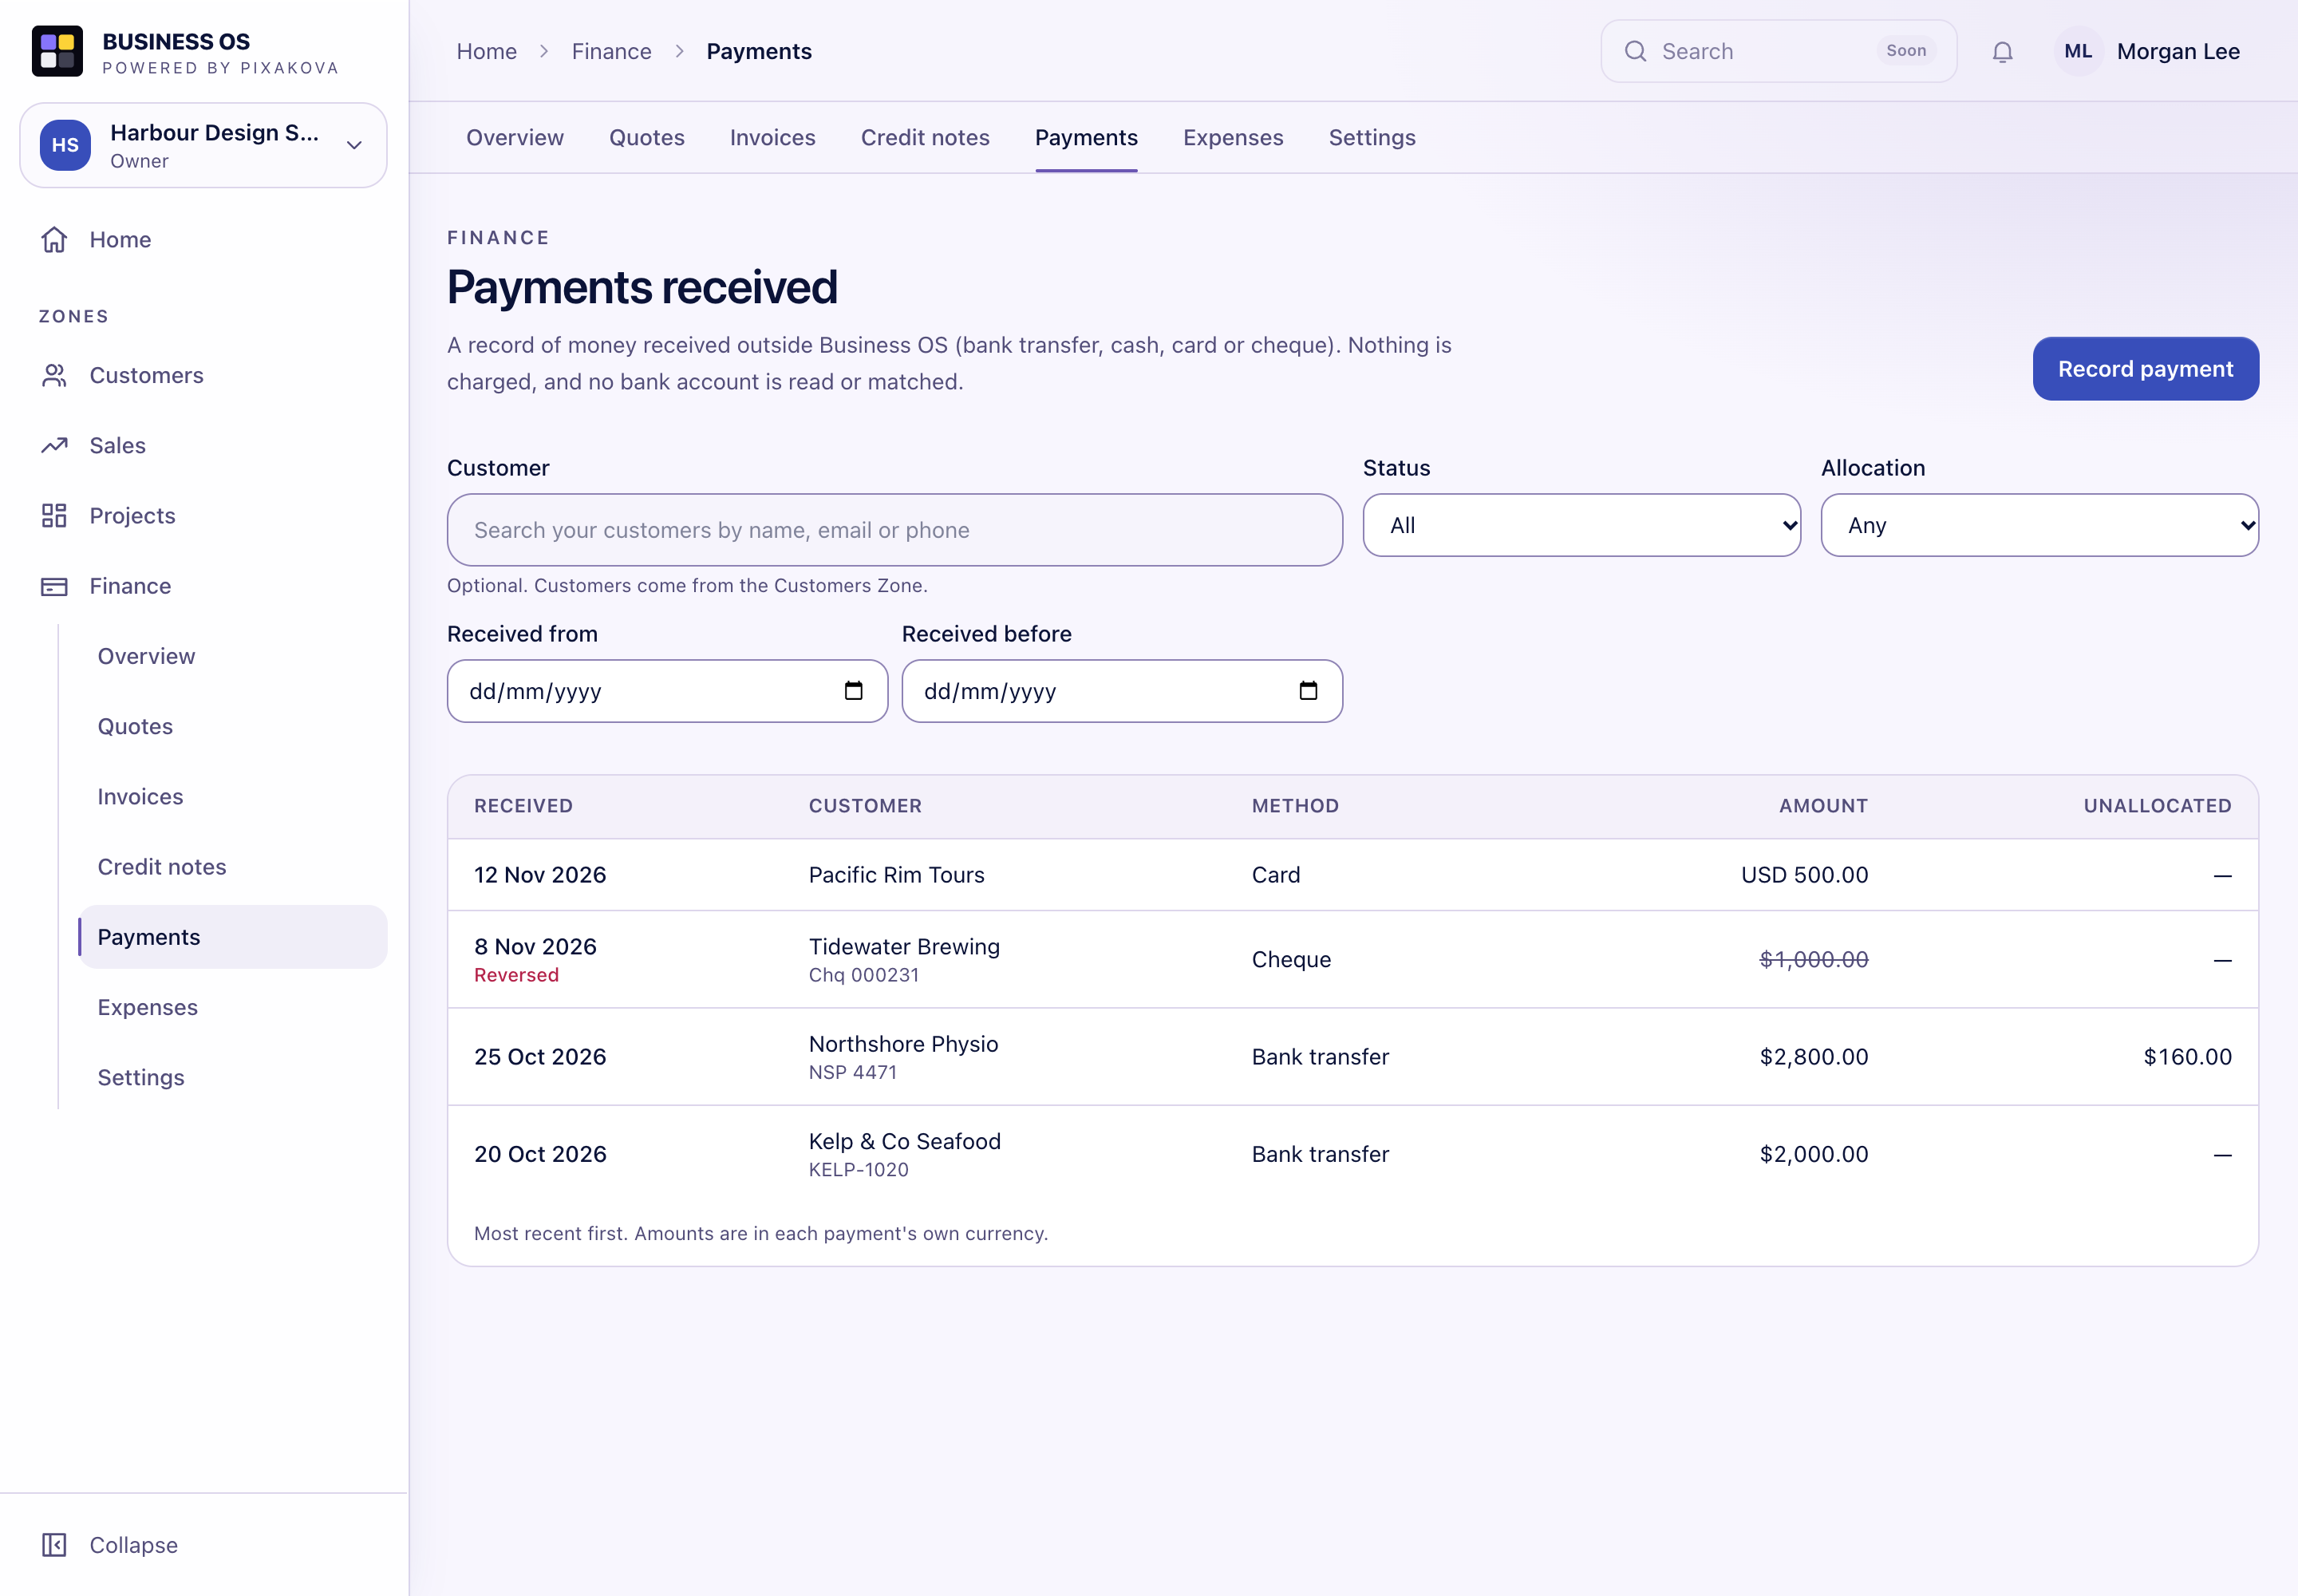 BUSINESS OS
POWERED BY PIXAKOVA
HS
Harbour Design S...
Owner
Home
ZONES
Customers
Sales
Projects
Finance
Overview
Quotes
Invoices
Credit notes
Payments
Expenses
Settings
Collapse
Home > Finance > Payments
Search Soon
ML Morgan Lee
Overview Quotes Invoices Credit notes Payments Expenses Settings
FINANCE
Payments received
A record of money received outside Business OS (bank transfer, cash, card or cheque). Nothing is
charged, and no bank account is read or matched.
Record payment
Customer Status Allocation
Search your customers by name, email or phone All Any
Optional. Customers come from the Customers Zone.
Received from Received before
dd/mm/yyyy dd/mm/yyyy
RECEIVED CUSTOMER METHOD AMOUNT UNALLOCATED
12 Nov 2026 Pacific Rim Tours Card USD 500.00 —
8 Nov 2026 Tidewater Brewing Cheque $1,000.00 —
Reversed Chq 000231
25 Oct 2026 Northshore Physio Bank transfer $2,800.00 $160.00
NSP 4471
20 Oct 2026 Kelp & Co Seafood Bank transfer $2,000.00 —
KELP-1020
Most recent first. Amounts are in each payment's own currency.